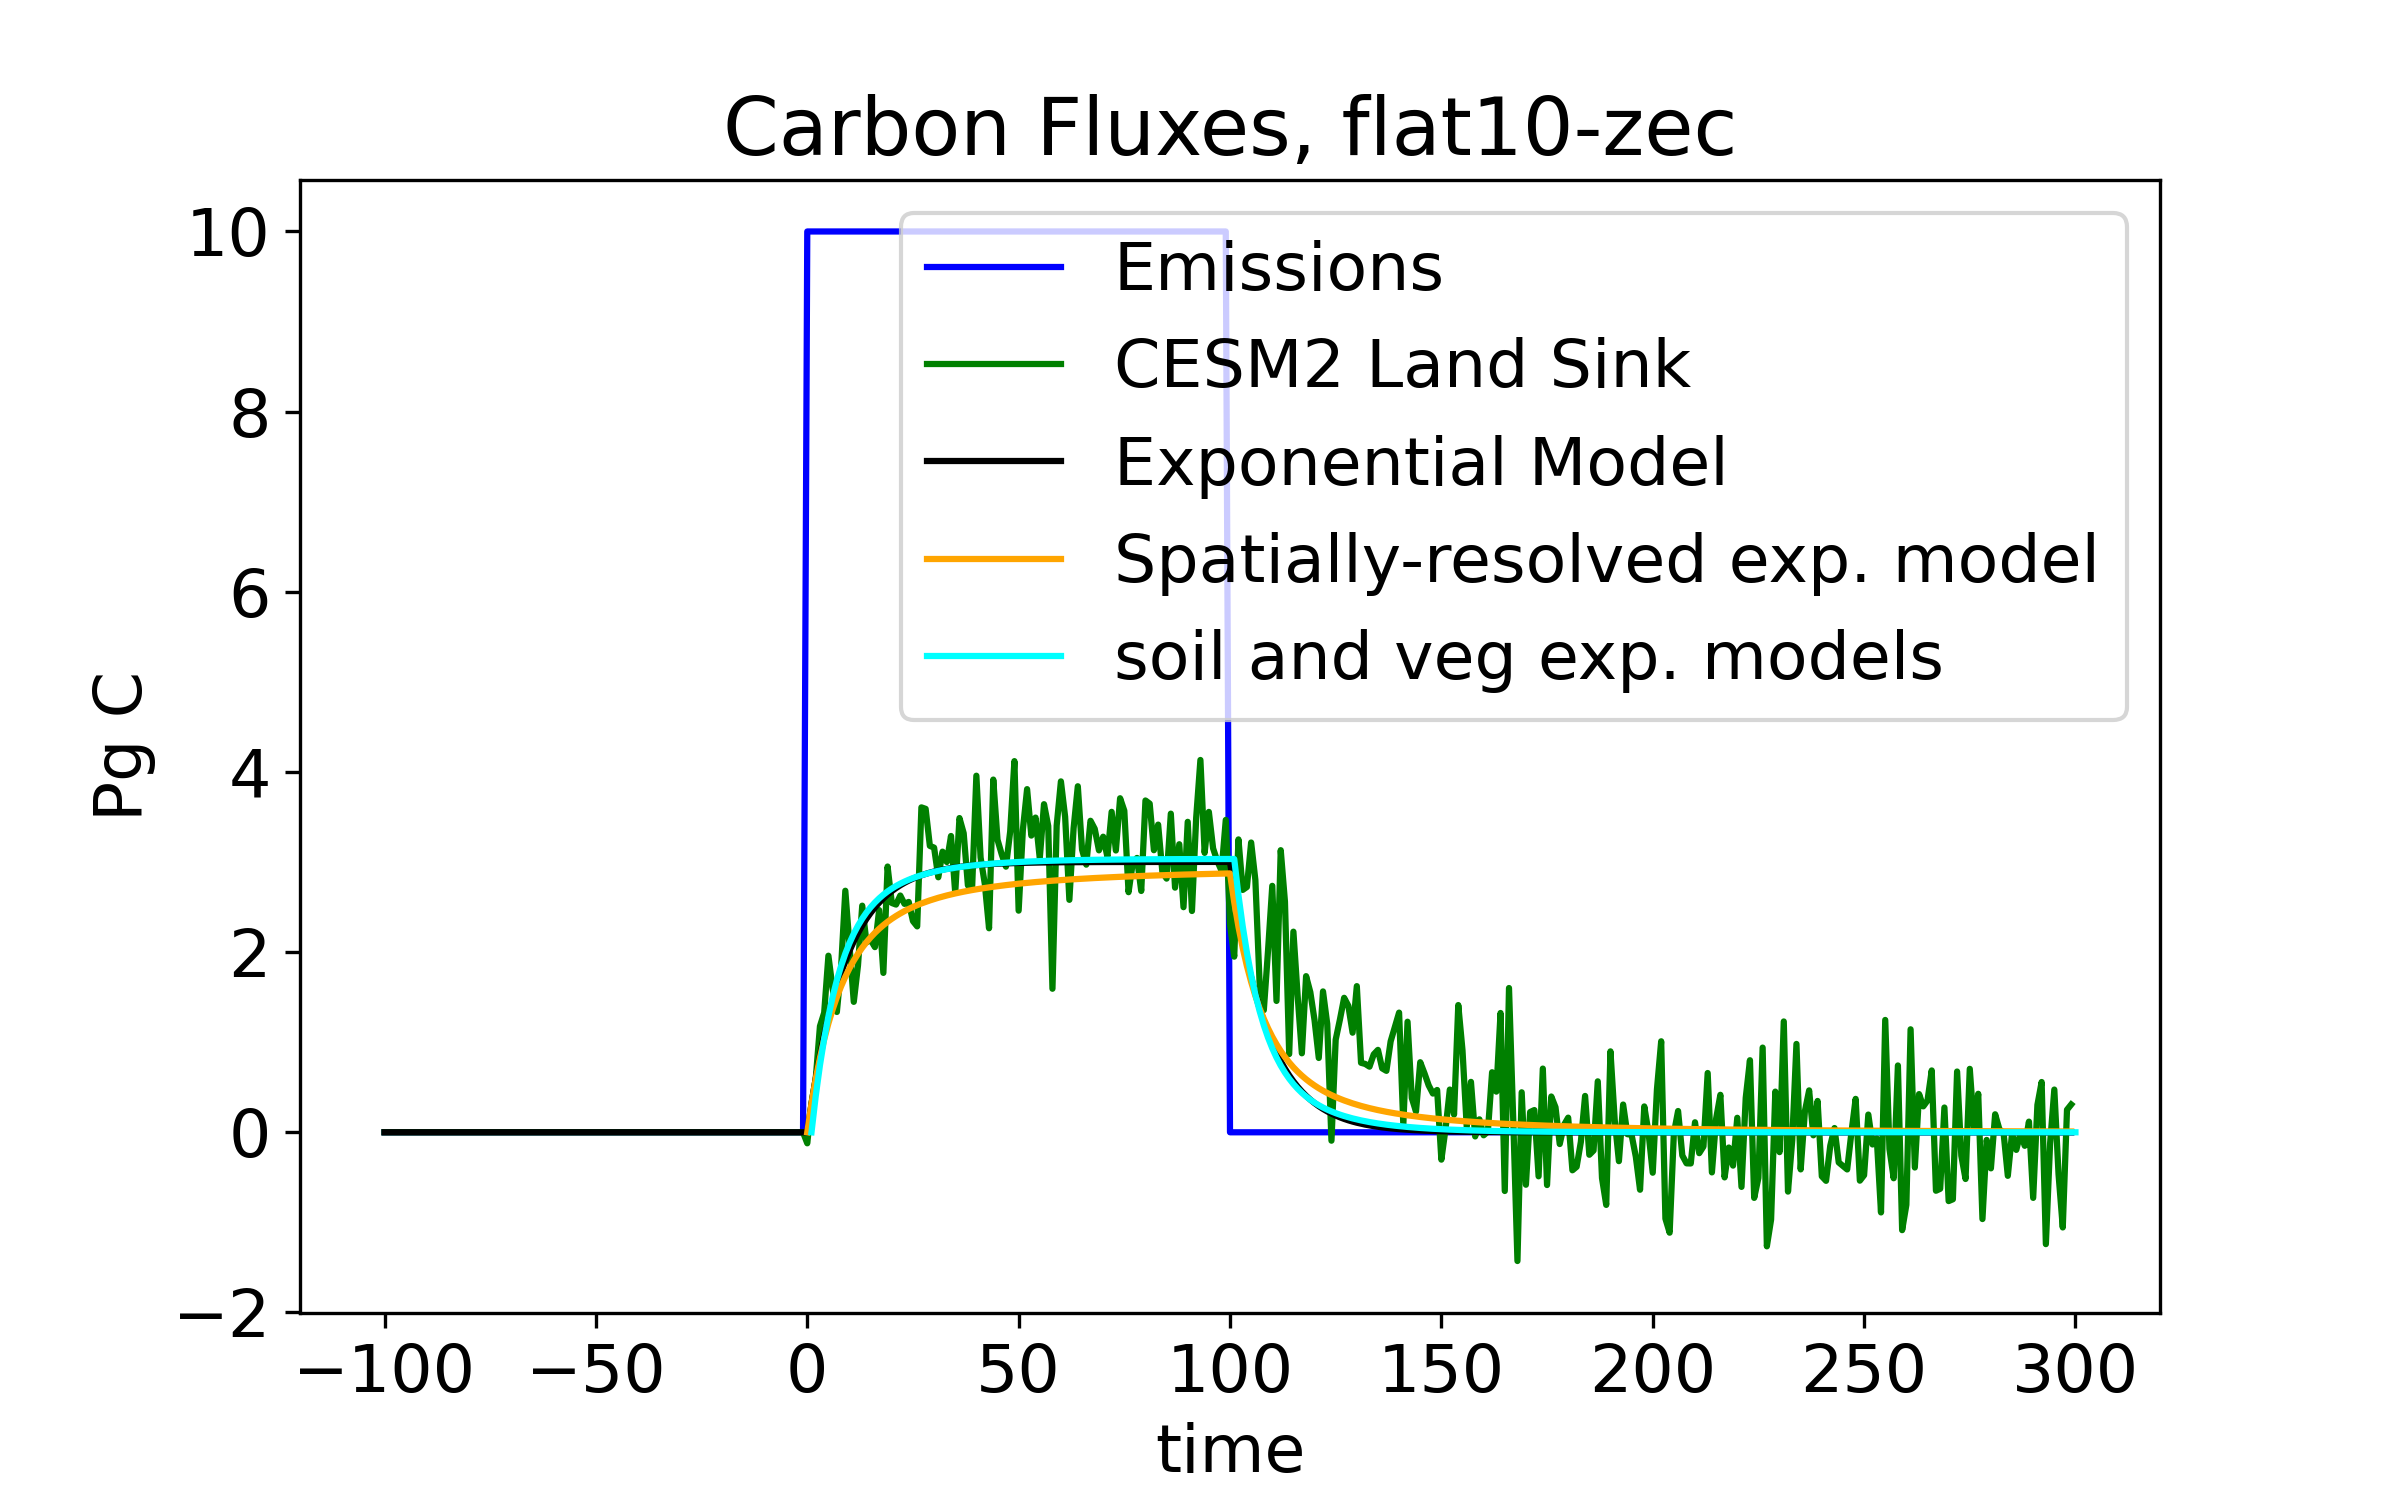 Carbon Fluxes, flat10-zec
Emissions
CESM2 Land Sink
Exponential Model
Spatially-resolved exp. model
soil and veg exp. models
Pg C
10
8
6
4
2
0
−2
−100 −50 0 50 100 150 200 250 300
time